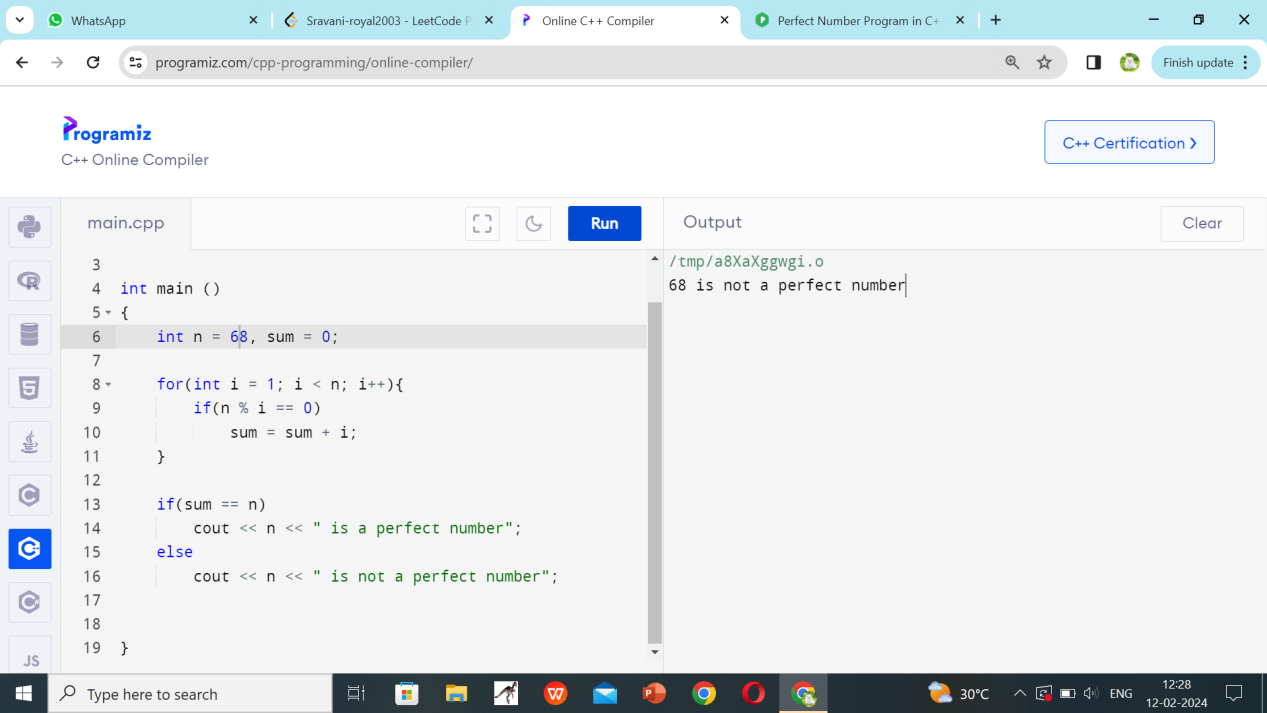 WhatsApp
Sravani-royal2003 - LeetCode P
Online C++ Compiler
Perfect Number Program in C+
programiz.com/cpp-programming/online-compiler/
Finish update
Programiz
C++ Online Compiler
C++ Certification
main.cpp
Run
Output
Clear
3
4 int main ()
5 {
6 int n = 68, sum = 0;
7
8 for(int i = 1; i < n; i++){
9 if(n % i == 0)
10 sum = sum + i;
11 }
12
13 if(sum == n)
14 cout << n << " is a perfect number";
15 else
16 cout << n << " is not a perfect number";
17
18
19 }
/tmp/a8XaXggwgi.o
68 is not a perfect number
JS
Type here to search
30°C
ENG
12:28
12-02-2024